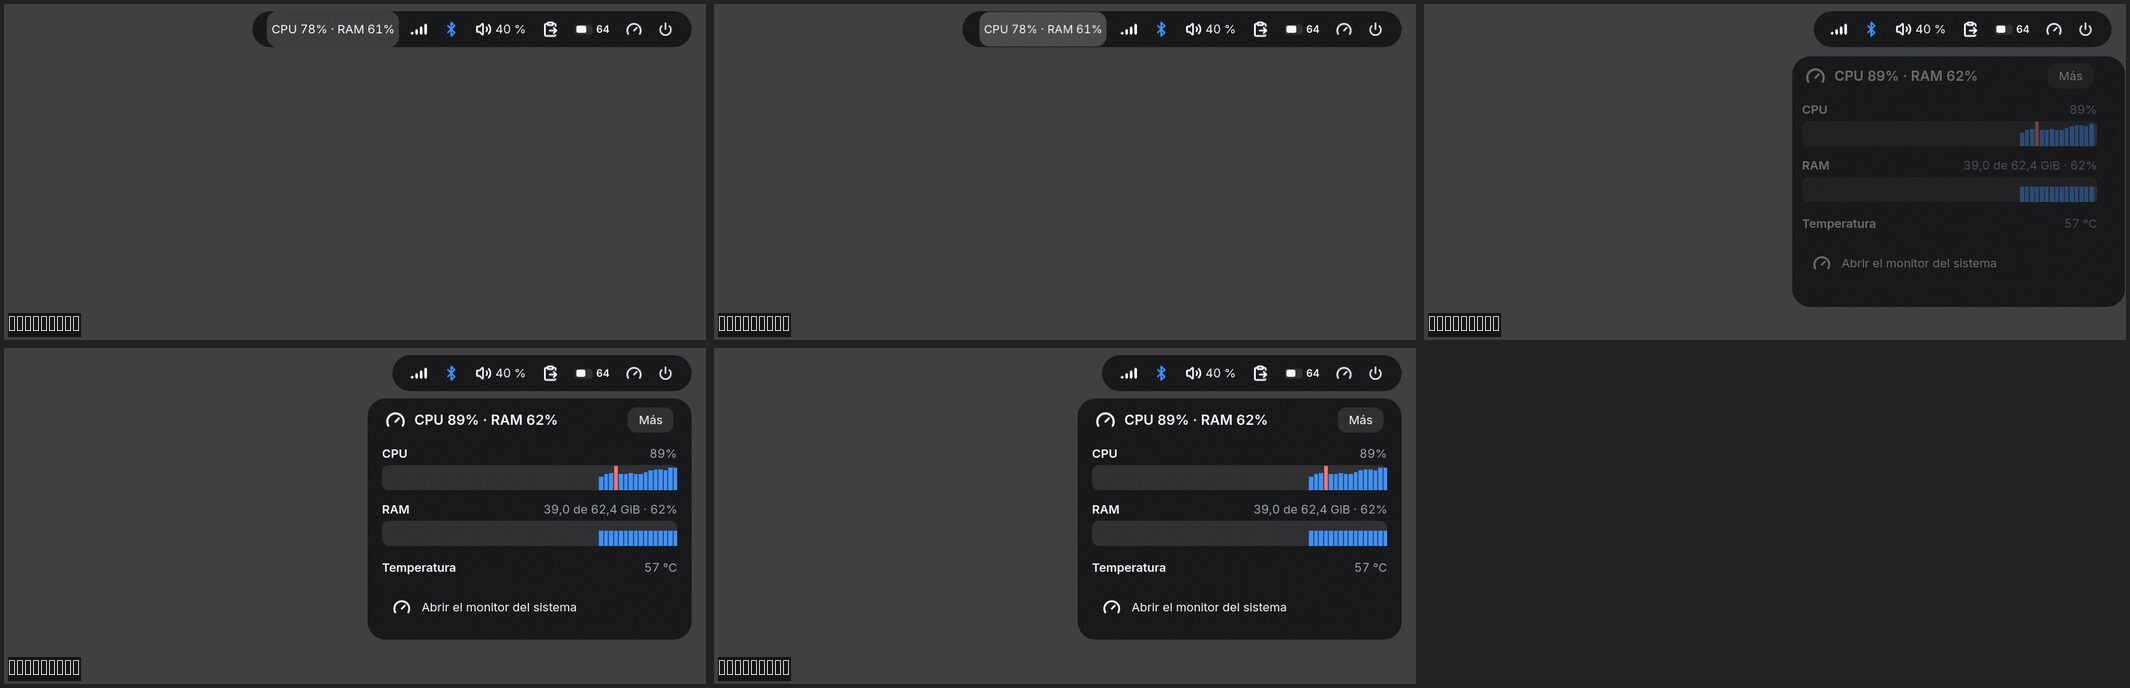 CPU 78% · RAM 61% 40 % 64
CPU 78% · RAM 61% 40 % 64
40 % 64
CPU 89% · RAM 62% Más
CPU 89%
RAM 39,0 de 62,4 GiB · 62%
Temperatura 57 °C
Abrir el monitor del sistema
40 % 64
CPU 89% · RAM 62% Más
CPU 89%
RAM 39,0 de 62,4 GiB · 62%
Temperatura 57 °C
Abrir el monitor del sistema
40 % 64
CPU 89% · RAM 62% Más
CPU 89%
RAM 39,0 de 62,4 GiB · 62%
Temperatura 57 °C
Abrir el monitor del sistema